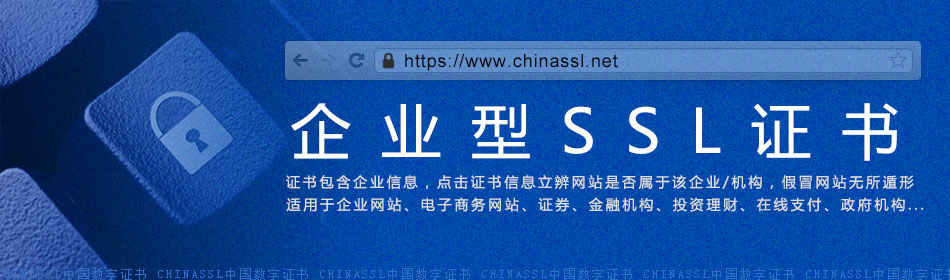 https://www.chinassl.net
企业型SSL证书
证书包含企业信息，点击证书信息立辨网站是否属于该企业/机构，假冒网站无所遁形
适用于企业网站、电子商务网站、证券、金融机构、投资理财、在线支付、政府机构...
CHINASSL中国数字证书 CHINASSL中国数字证书 CHINASSL中国数字证书 CHINASSL中国数字证书 CHINASSL中国数字证书 CHINASSL中国数字证书